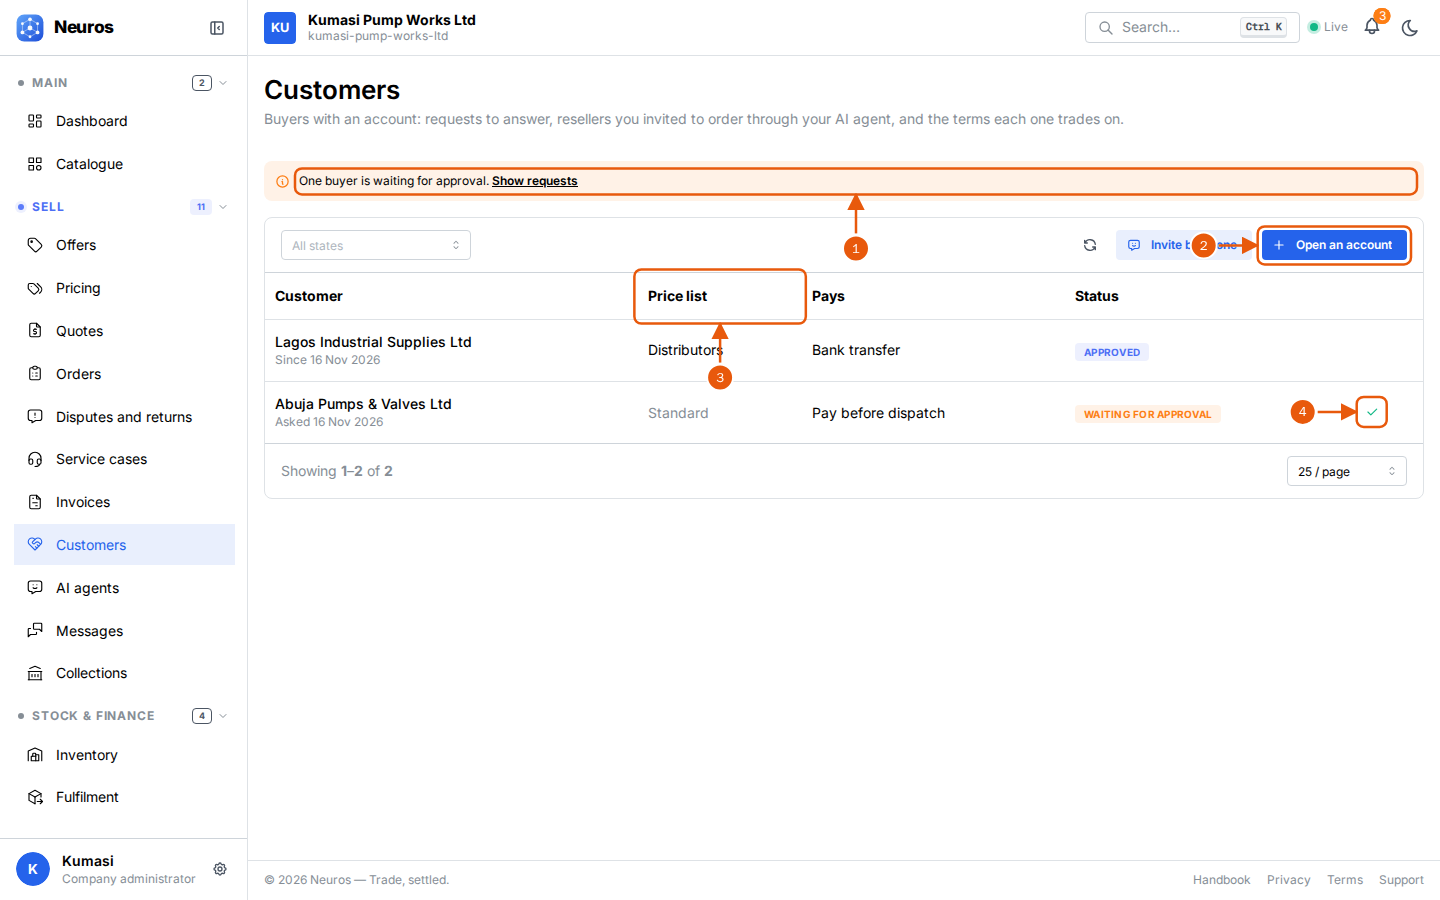 Neuros
KU
Kumasi Pump Works Ltd
kumasi-pump-works-ltd
Search...
Ctrl K
Live
3
MAIN
2
Dashboard
Catalogue
SELL
11
Offers
Pricing
Quotes
Orders
Disputes and returns
Service cases
Invoices
Customers
AI agents
Messages
Collections
STOCK & FINANCE
4
Inventory
Fulfilment
K
Kumasi
Company administrator
Customers
Buyers with an account: requests to answer, resellers you invited to order through your AI agent, and the terms each one trades on.
One buyer is waiting for approval. Show requests
1
All states
Invite
2
Open an account
Customer
Price list
Pays
Status
Lagos Industrial Supplies Ltd
Since 16 Nov 2026
Distributors
Bank transfer
APPROVED
3
Abuja Pumps & Valves Ltd
Asked 16 Nov 2026
Standard
Pay before dispatch
WAITING FOR APPROVAL
4
Showing 1–2 of 2
25 / page
© 2026 Neuros — Trade, settled.
Handbook
Privacy
Terms
Support